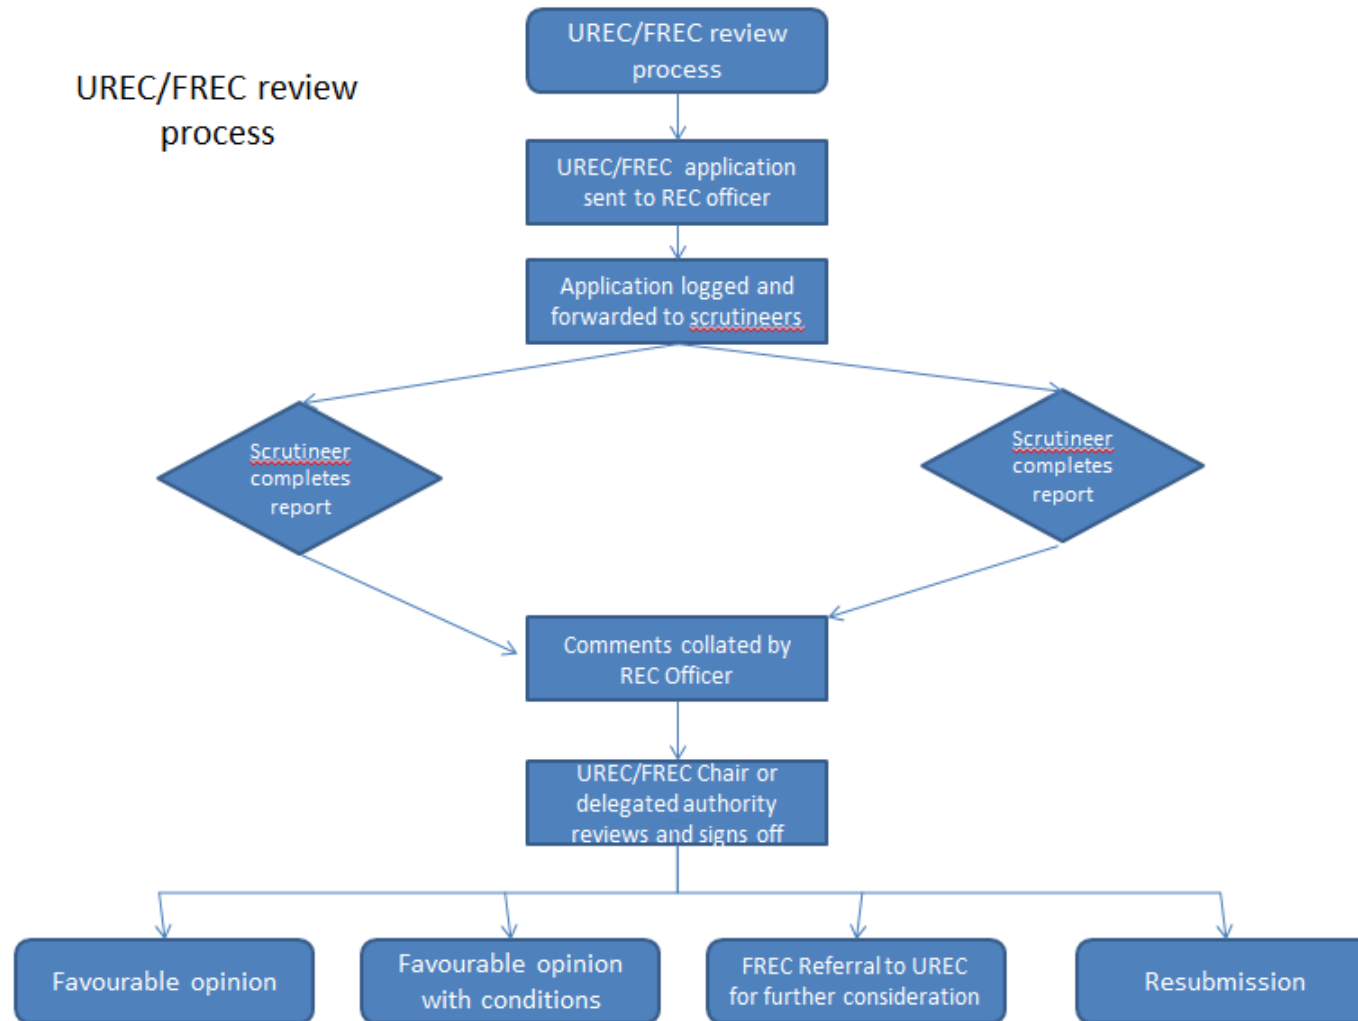 UREC/FREC review
process
UREC/FREC review
process
UREC/FREC application
sent to REC officer
Application logged and
forwarded to scrutineers
Scrutineer
completes
report
Scrutineer
completes
report
Comments collated by
REC Officer
UREC/FREC Chair or
delegated authority
reviews and signs off
Favourable opinion
Favourable opinion
with conditions
FREC Referral to UREC
for further consideration
Resubmission